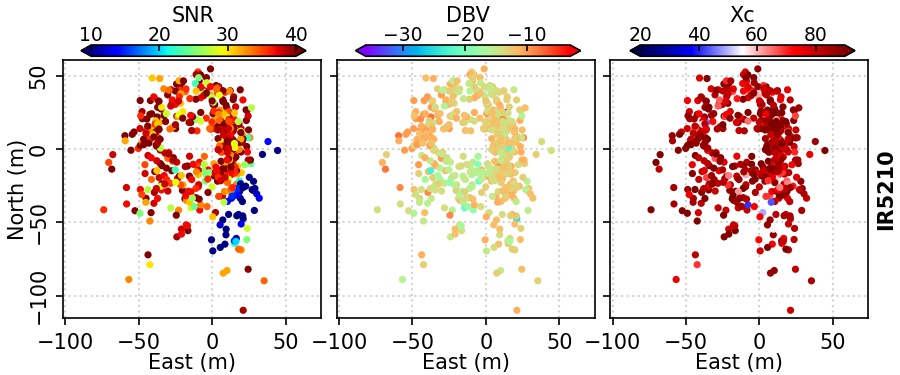 SNR
10 20 30 40
DBV
−30 −20 −10
Xc
20 40 60 80
50
0
−50
−100
North (m)
−100 −50 0 50
East (m)
−100 −50 0 50
East (m)
−100 −50 0 50
East (m)
IR5210